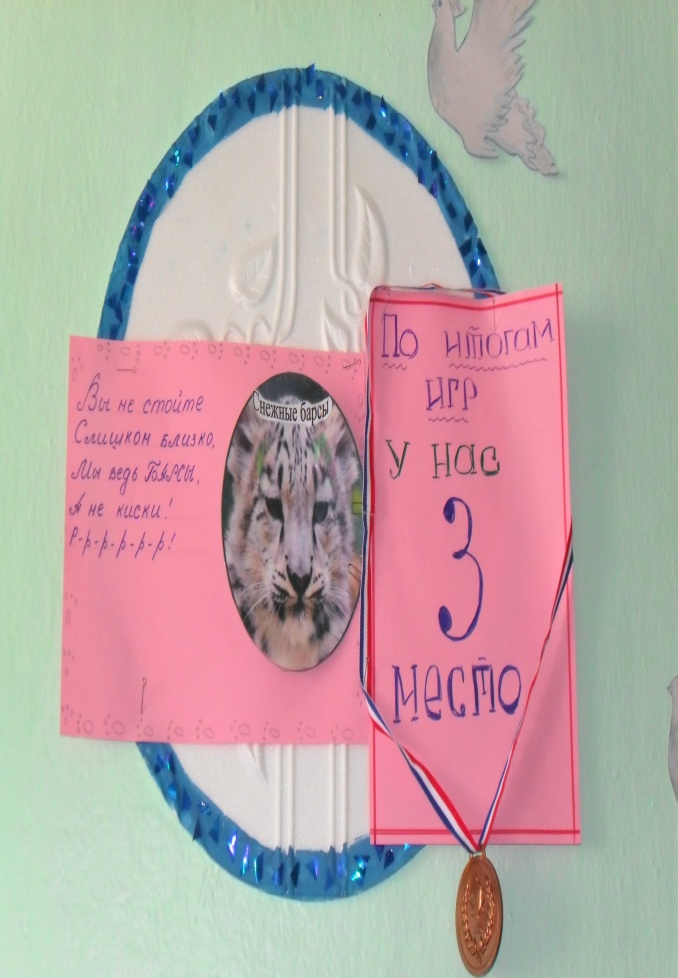 Вы не стойте
Слишком близко,
Мы ведь БАРСЫ,
А не киски!
Р-р-р-р-р-р!
Снежные барсы
По итогам
игр
У нас
3
место